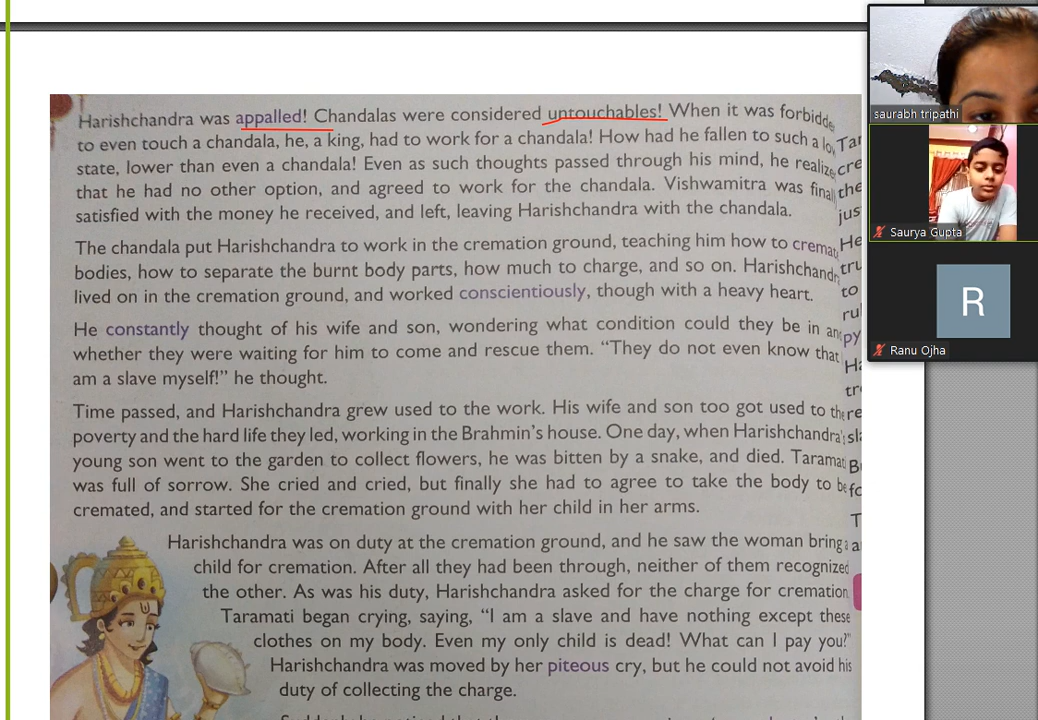 Harishchandra was appalled! Chandalas were considered untouchables! When it was
to even touch a chandala, he, a king, had to work for a chandala! How had he fallen to such a
state, lower than even a chandala! Even as such thoughts passed through his mind, he
that he had no other option, and agreed to work for the chandala. Vishwamitra was
satisfied with the money he received, and left, leaving Harishchandra with the chandala.
The chandala put Harishchandra to work in the cremation ground, teaching him how to
bodies, how to separate the burnt body parts, how much to charge, and so on.
lived on in the cremation ground, and worked conscientiously, though with a heavy heart.
He constantly thought of his wife and son, wondering what condition could they be in
whether they were waiting for him to come and rescue them. “They do not even know that
am a slave myself!” he thought.
Time passed, and Harishchandra grew used to the work. His wife and son too got used to
poverty and the hard life they led, working in the Brahmin’s house. One day, when Harishchandra’s
young son went to the garden to collect flowers, he was bitten by a snake, and died.
was full of sorrow. She cried and cried, but finally she had to agree to take the body to be
cremated, and started for the cremation ground with her child in her arms.
Harishchandra was on duty at the cremation ground, and he saw the woman bring a
child for cremation. After all they had been through, neither of them recognized
the other. As was his duty, Harishchandra asked for the charge for cremation
Taramati began crying, saying, “I am a slave and have nothing except these
clothes on my body. Even my only child is dead! What can I pay you?”
Harishchandra was moved by her piteous cry, but he could not avoid his
duty of collecting the charge.
saurabh tripathi
Saurya Gupta
R
Ranu Ojha